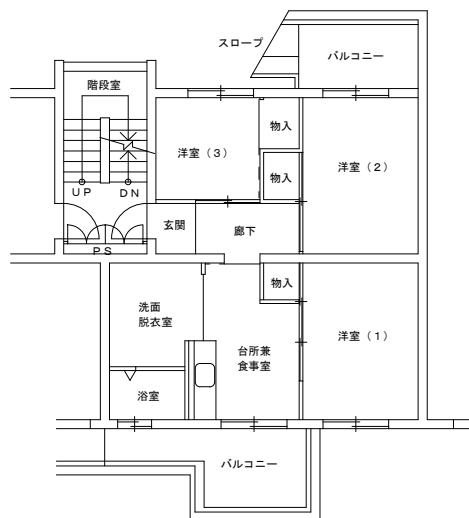 スロープ
バルコニー
階段室
物入
洋室（３）
洋室（２）
物入
UP
DN
玄関
廊下
PS
物入
洗面
脱衣室
洋室（１）
台所兼
食事室
浴室
バルコニー